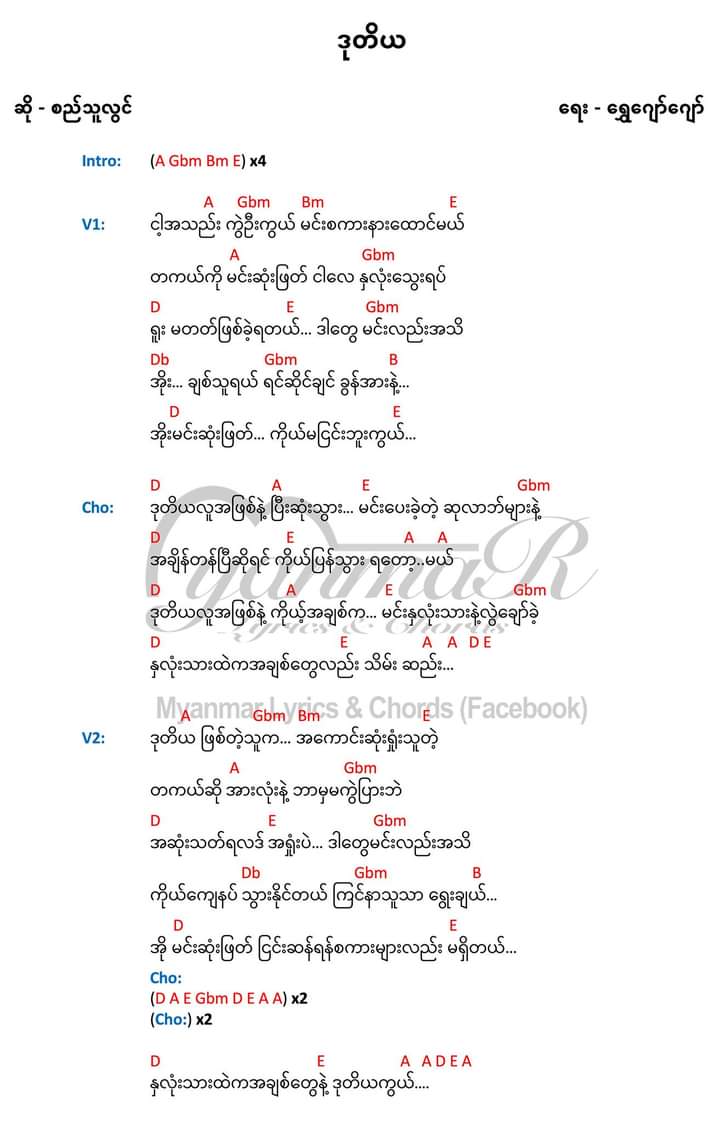 ဒုတိယ
ဆို - စည်သူလွင်
ရေး - ရွှေဂျော်ဂျော်
Intro: (A Gbm Bm E) x4
A Gbm Bm E
V1: ငါ့အသည်း ကွဲဦးကွယ် မင်းစကားနားထောင်မယ်
A Gbm
တကယ်ကို မင်းဆုံးဖြတ် ငါလေ နှလုံးသွေးရပ်
D E Gbm
ရူး မတတ်ဖြစ်ခဲ့ရတယ်... ဒါတွေ မင်းလည်းအသိ
Db Gbm B
အိုး... ချစ်သူရယ် ရင်ဆိုင်ချင် ခွန်အားနဲ့...
D E
အိုးမင်းဆုံးဖြတ်... ကိုယ်မငြင်းဘူးကွယ်...
D A E Gbm
Cho: ဒုတိယလူအဖြစ်နဲ့ ပြီးဆုံးသွား... မင်းပေးခဲ့တဲ့ ဆုလာဘ်များနဲ့
D E A A
အချိန်တန်ပြီဆိုရင် ကိုယ်ပြန်သွား ရတော့..မယ်
D A E Gbm
ဒုတိယလူအဖြစ်နဲ့ ကိုယ့်အချစ်က... မင်းနှလုံးသားနဲ့လွဲချော်ခဲ့
D E A A D E
နှလုံးသားထဲကအချစ်တွေလည်း သိမ်း ဆည်း...
Myanmar Lyrics & Chords (Facebook)
A Gbm Bm E
V2: ဒုတိယ ဖြစ်တဲ့သူက... အကောင်းဆုံးရှုံးသူတဲ့
A Gbm
တကယ်ဆို အားလုံးနဲ့ ဘာမှမကွဲပြားဘဲ
D E Gbm
အဆုံးသတ်ရလဒ် အရှုံးပဲ... ဒါတွေမင်းလည်းအသိ
Db Gbm B
ကိုယ်ကျေနပ် သွားနိုင်တယ် ကြင်နာသူသာ ရွေးချယ်...
D E
အို မင်းဆုံးဖြတ် ငြင်းဆန်ရန်စကားများလည်း မရှိတယ်...
Cho:
(D A E Gbm D E A A) x2
(Cho:) x2
D E A A D E A
နှလုံးသားထဲကအချစ်တွေနဲ့ ဒုတိယကွယ်....